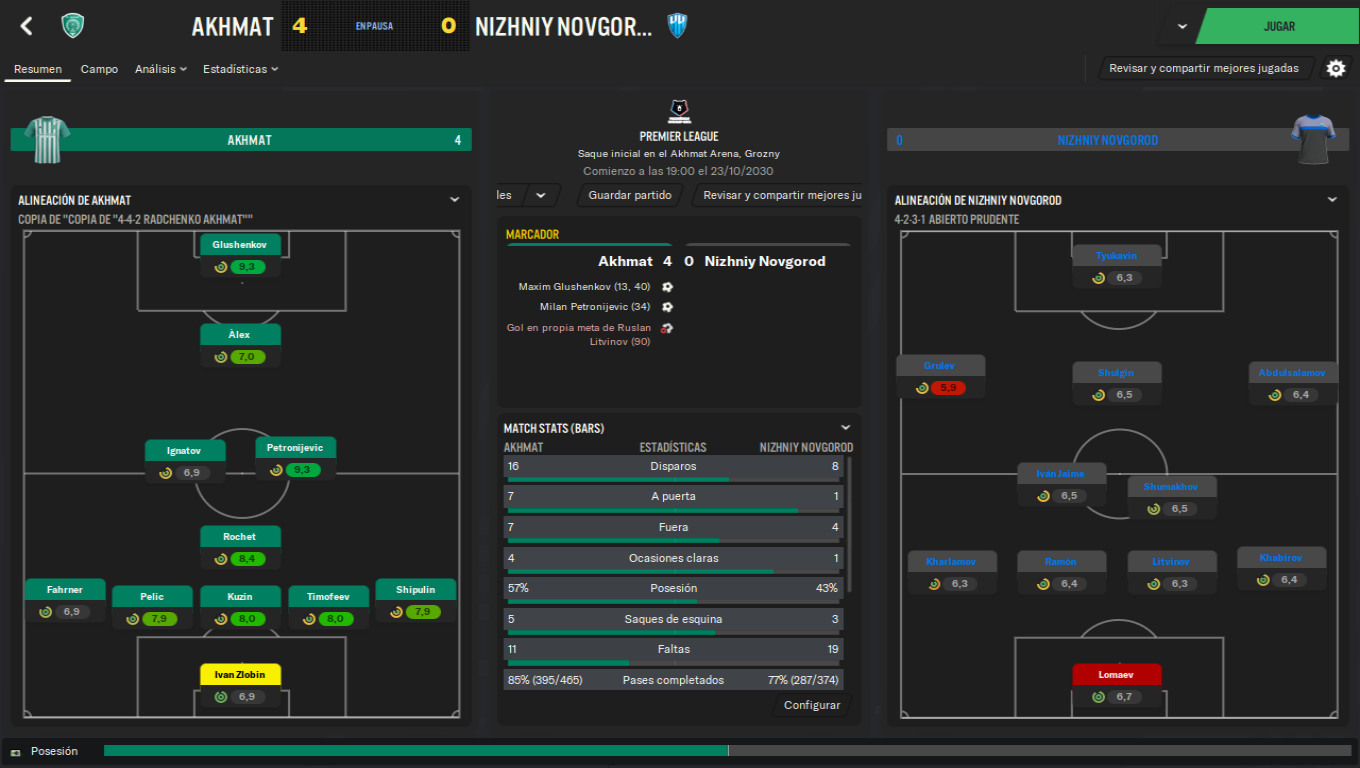 AKHMAT 4 EN PAUSA 0 NIZHNIY NOVGOR...
JUGAR
Resumen Campo Análisis Estadísticas
Revisar y compartir mejores jugadas
AKHMAT 4
ALINEACIÓN DE AKHMAT
COPIA DE "COPIA DE "4-4-2 RADCHENKO AKHMAT""
Glushenkov
9,3
Àlex
7,0
Ignatov
6,9
Petronijevic
9,3
Rochet
8,4
Fahrner
6,9
Pelic
7,9
Kuzin
8,0
Timofeev
8,0
Shipulin
7,9
Ivan Zlobin
6,9
PREMIER LEAGUE
Saque inicial en el Akhmat Arena, Grozny
Comienzo a las 19:00 el 23/10/2030
les Guardar partido Revisar y compartir mejores ju
MARCADOR
Akhmat 4 0 Nizhniy Novgorod
Maxim Glushenkov (13, 40)
Milan Petronijevic (34)
Gol en propia meta de Ruslan
Litvinov (90)
MATCH STATS (BARS)
AKHMAT ESTADÍSTICAS NIZHNIY NOVGOROD
16 Disparos 8
7 A puerta 1
7 Fuera 4
4 Ocasiones claras 1
57% Posesión 43%
5 Saques de esquina 3
11 Faltas 19
85% (395/465) Pases completados 77% (287/374)
Configurar
0 NIZHNIY NOVGOROD
ALINEACIÓN DE NIZHNIY NOVGOROD
4-2-3-1 ABIERTO PRUDENTE
Tyukavin
6,3
Grulev
5,9
Shulgin
6,5
Abdulsalamov
6,4
Iván Jaime
6,5
Shumakhov
6,5
Kharlamov
6,3
Ramón
6,4
Litvinov
6,3
Khabirov
6,4
Lomaev
6,7
Posesión